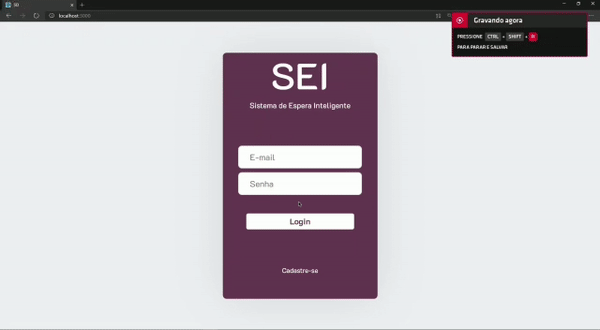 SEI
localhost:3000
Gravando agora
PRESSIONE CTRL + SHIFT + R
PARA PARAR E SALVAR
SEI
Sistema de Espera Inteligente
E-mail
Senha
Login
Cadastre-se